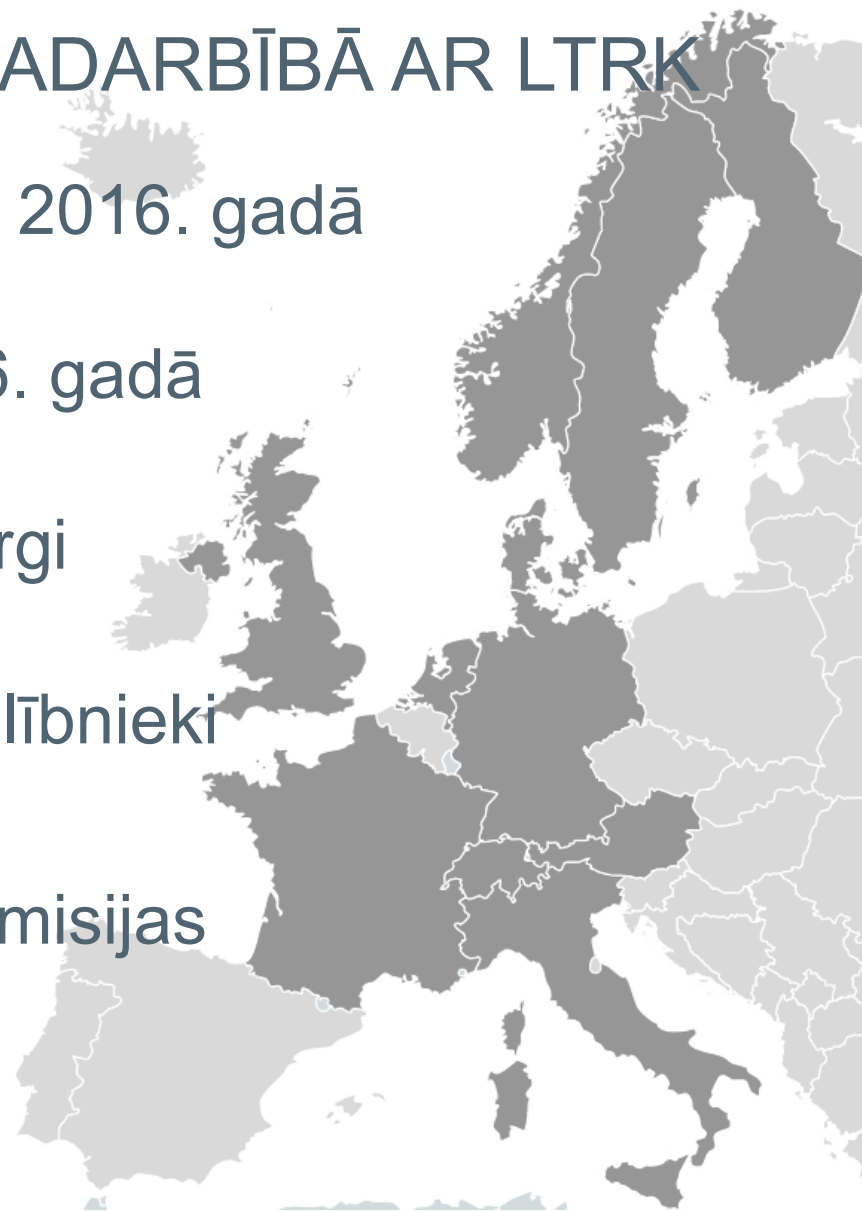 ADARBĪBĀ AR LTRK
2016. gadā
6. gadā
rgi
lībnieki
misijas